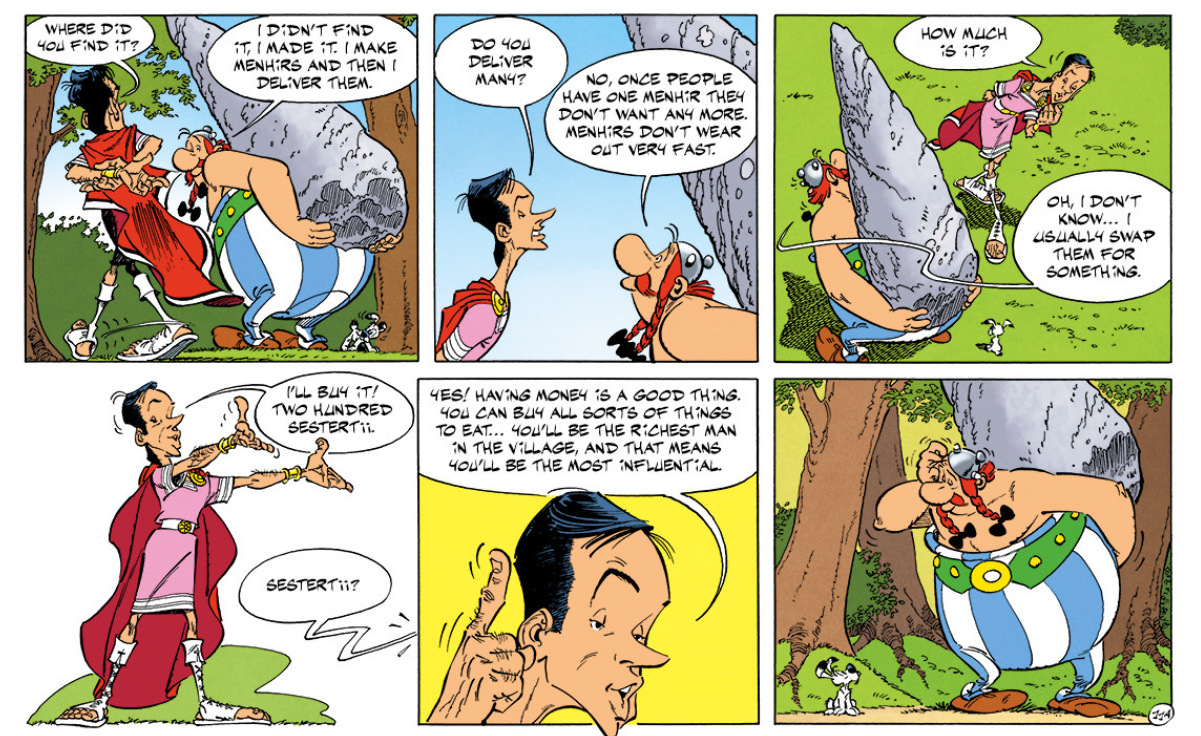 WHERE DID
YOU FIND IT?
I DIDN'T FIND
IT, I MADE IT. I MAKE
MENHIRS AND THEN I
DELIVER THEM.
DO YOU
DELIVER
MANY?
NO, ONCE PEOPLE
HAVE ONE MENHIR THEY
DON'T WANT ANY MORE.
MENHIRS DON'T WEAR
OUT VERY FAST.
HOW MUCH
IS IT?
OH, I DON'T
KNOW... I
USUALLY SWAP
THEM FOR
SOMETHING.
I'LL BUY IT!
TWO HUNDRED
SESTERTII.
SESTERTII?
YES! HAVING MONEY IS A GOOD THING.
YOU CAN BUY ALL SORTS OF THINGS
TO EAT... YOU'LL BE THE RICHEST MAN
IN THE VILLAGE, AND THAT MEANS
YOU'LL BE THE MOST INFLUENTIAL.
11A